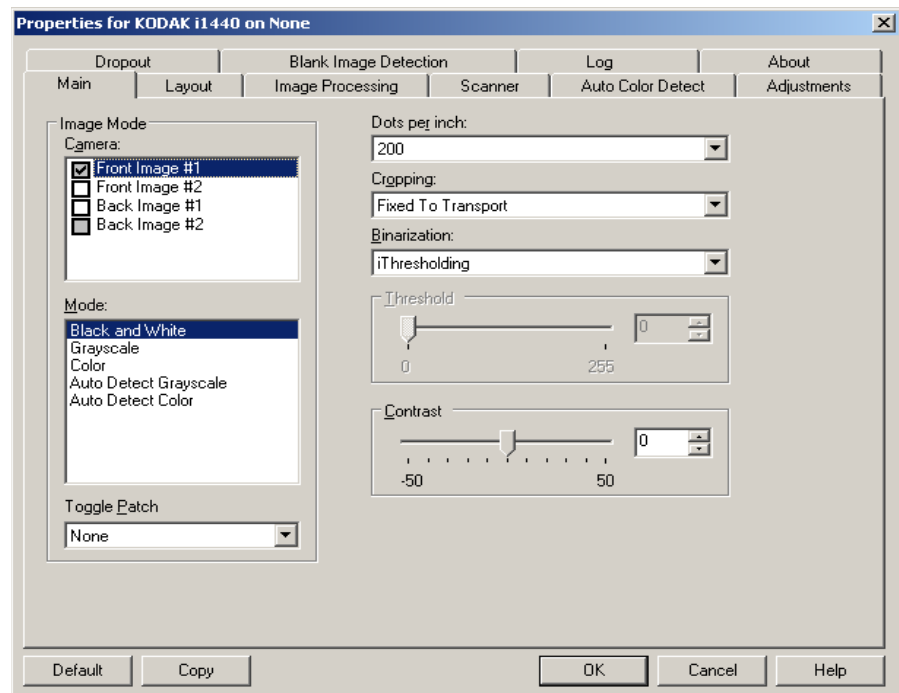 Properties for KODAK i1440 on None
Dropout
Blank Image Detection
Log
About
Main
Layout
Image Processing
Scanner
Auto Color Detect
Adjustments
Image Mode
Camera:
Front Image #1
Front Image #2
Back Image #1
Back Image #2
Mode:
Black and White
Grayscale
Color
Auto Detect Grayscale
Auto Detect Color
Toggle Patch
None
Dots per inch:
200
Cropping:
Fixed To Transport
Binarization:
iThresholding
Threshold
0
0
255
Contrast
0
-50
50
Default
Copy
OK
Cancel
Help